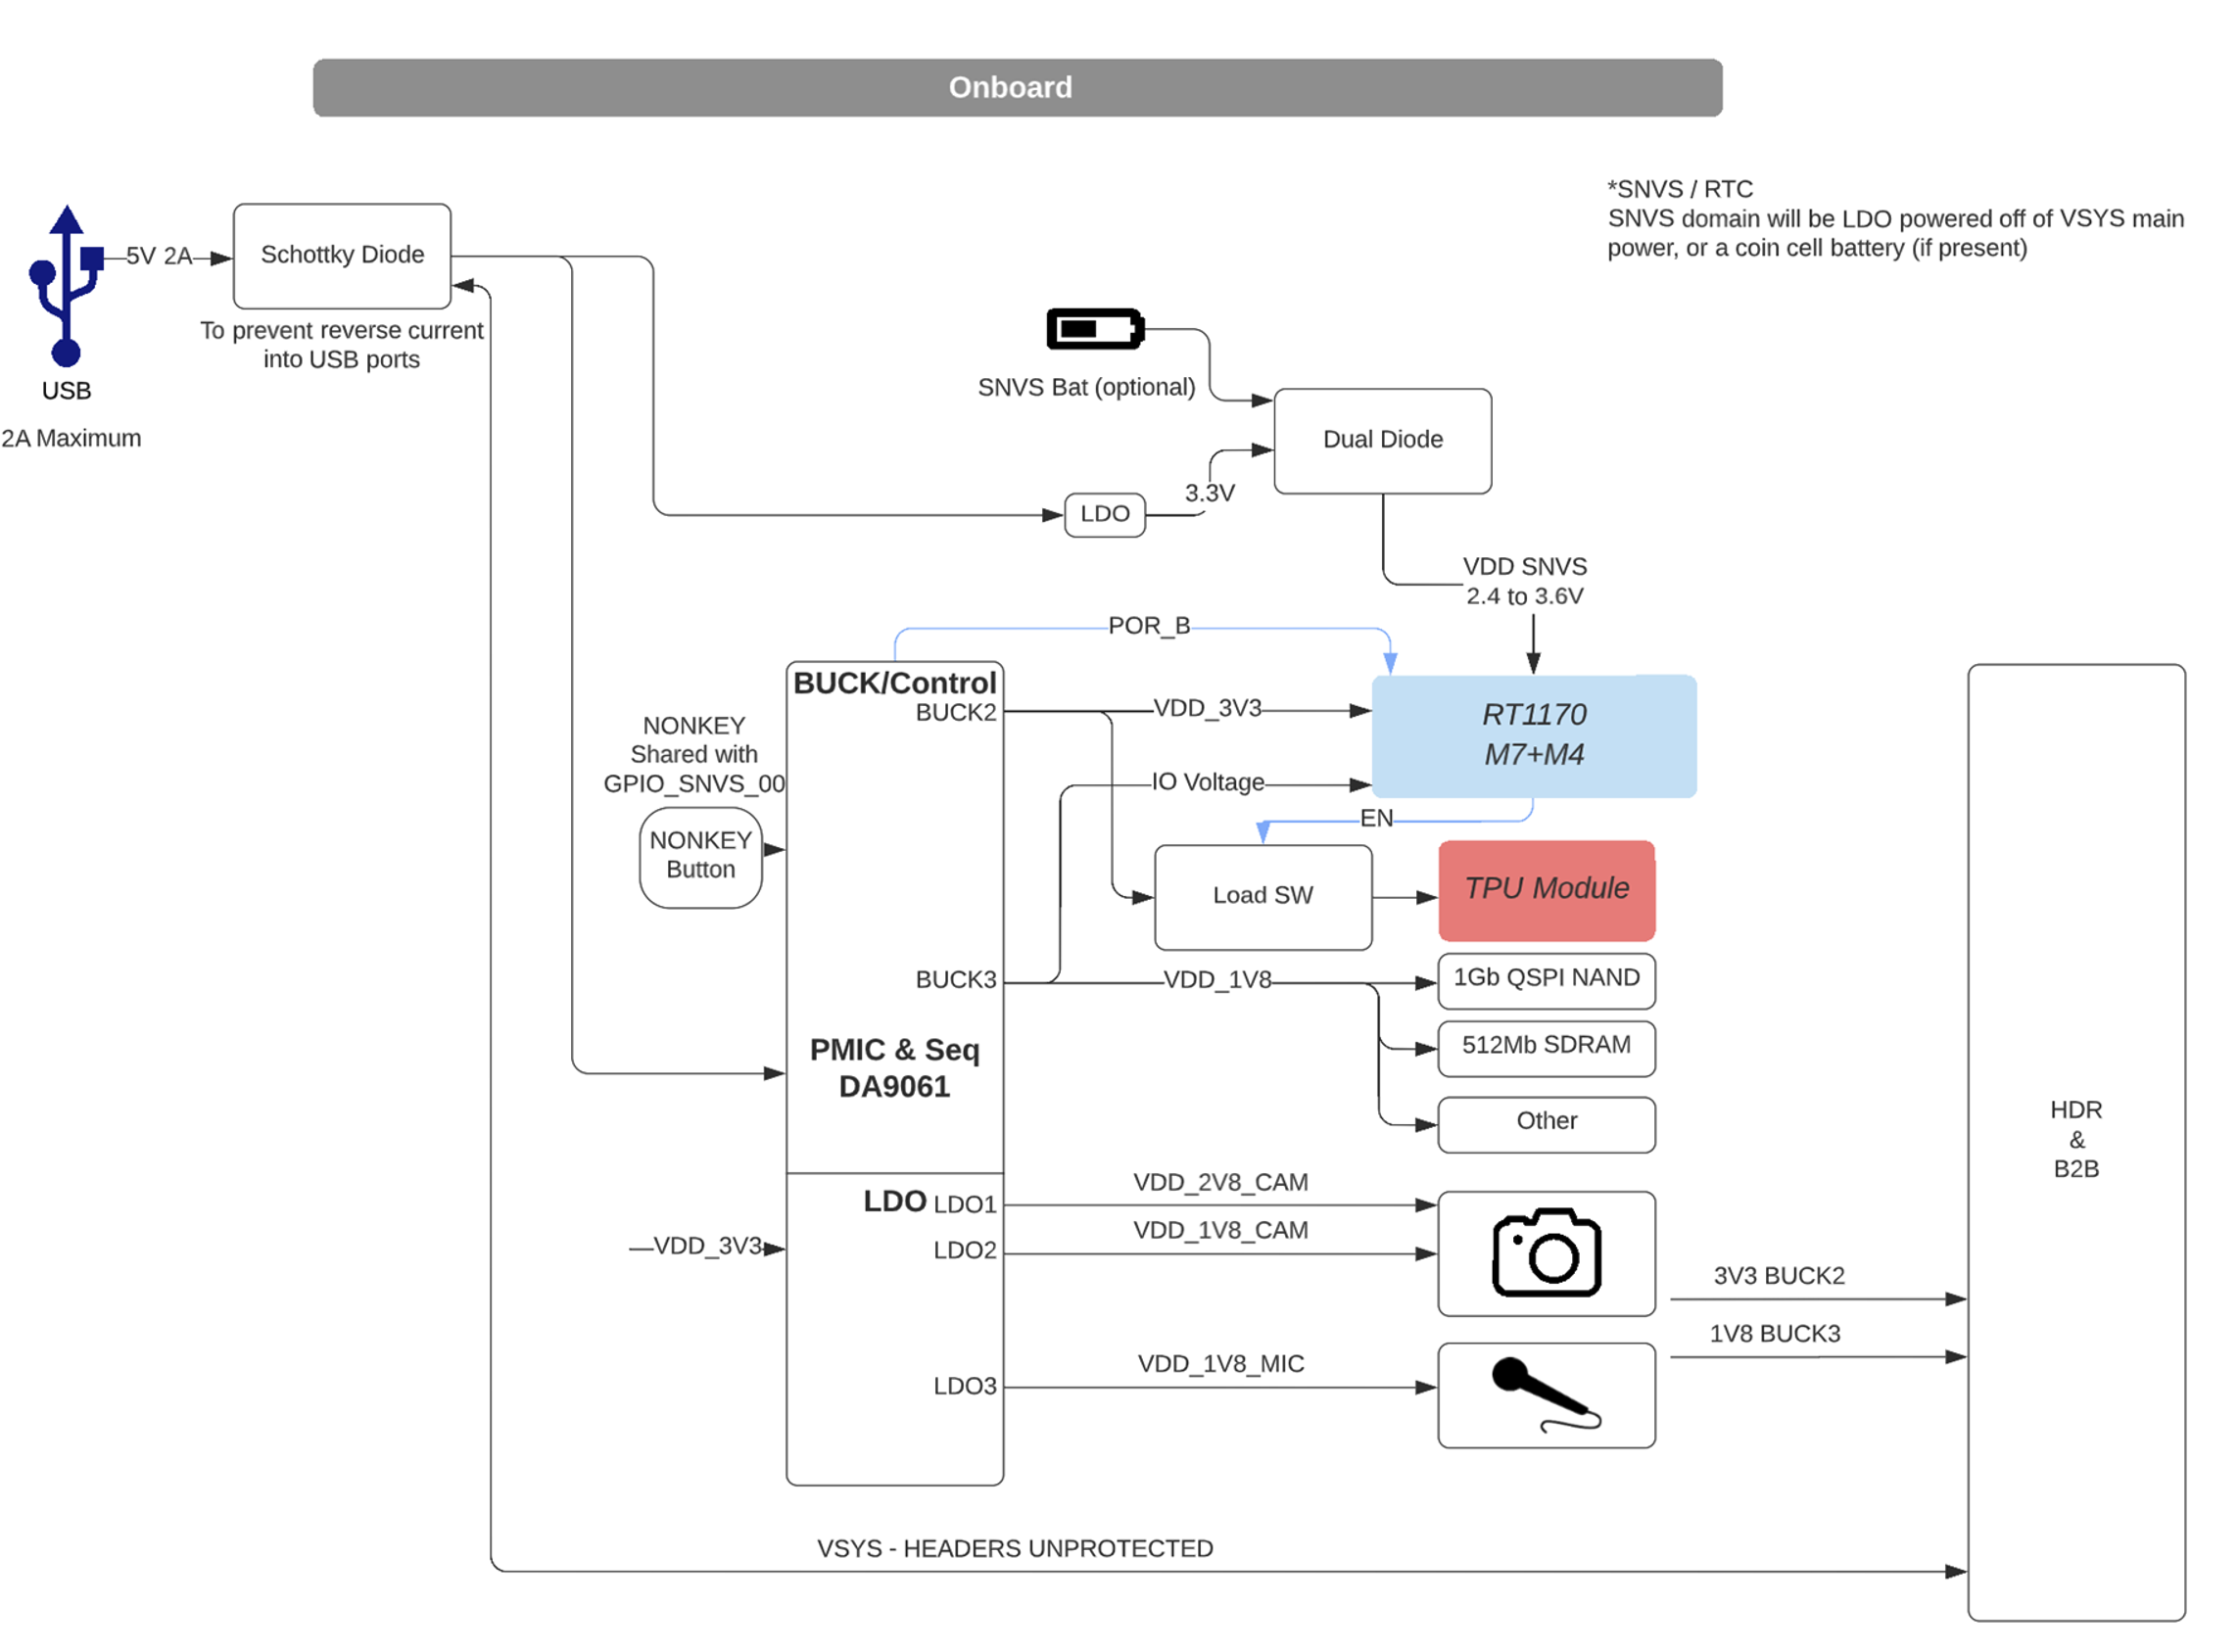 Onboard
*SNVS / RTC
SNVS domain will be LDO powered off of VSYS main
power, or a coin cell battery (if present)
5V 2A
Schottky Diode
To prevent reverse current
into USB ports
USB
2A Maximum
SNVS Bat (optional)
Dual Diode
3.3V
LDO
VDD SNVS
2.4 to 3.6V
POR_B
BUCK/Control
BUCK2
VDD_3V3
RT1170
M7+M4
NONKEY
Shared with
GPIO_SNVS_00
NONKEY
Button
IO Voltage
EN
Load SW
TPU Module
BUCK3
VDD_1V8
1Gb QSPI NAND
512Mb SDRAM
Other
PMIC & Seq
DA9061
HDR
&
B2B
LDO
LDO1
VDD_2V8_CAM
LDO2
VDD_1V8_CAM
VDD_3V3
3V3 BUCK2
1V8 BUCK3
LDO3
VDD_1V8_MIC
VSYS - HEADERS UNPROTECTED